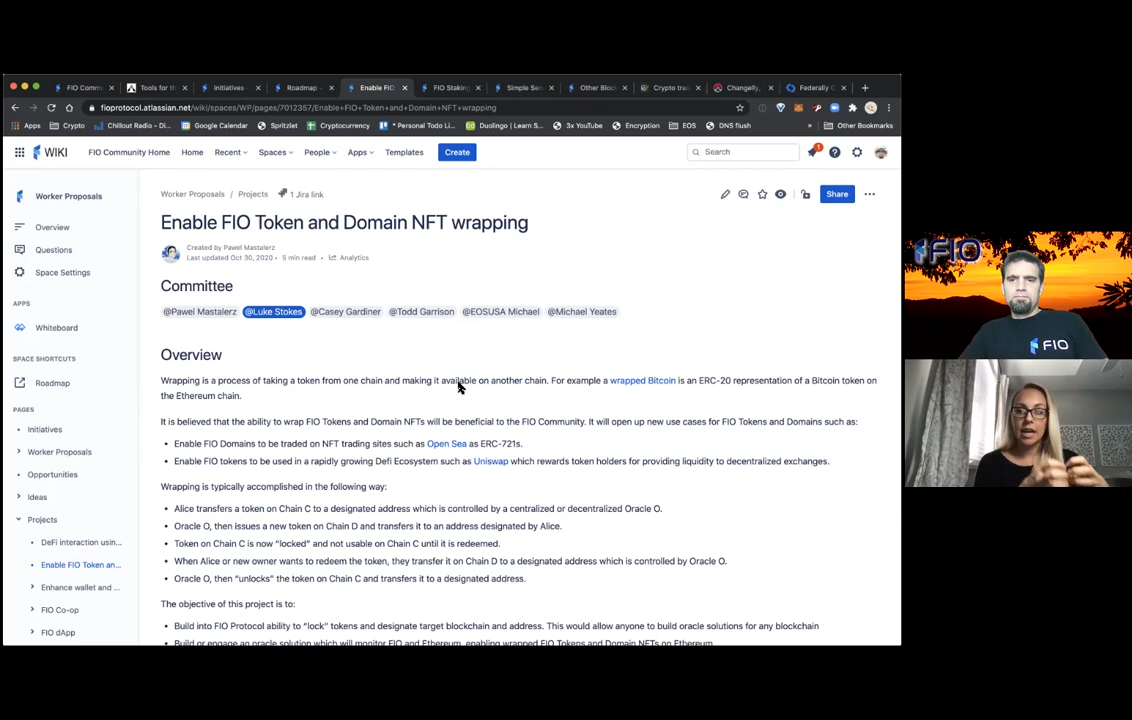 FIO Commu
Tools for the
Initiatives -
Roadmap -
Enable FIO
FIO Staking
Simple Ser
Other Block
Crypto trad
Changelly,
Federally C
fioprotocol.atlassian.net/wiki/spaces/WP/pages/7012357/Enable+FIO+Token+and+Domain+NFT+wrapping
Apps
Crypto
Chillout Radio - Di...
Google Calendar
Spritzlet
Cryptocurrency
* Personal Todo Li...
Duolingo | Learn S...
3x YouTube
Encryption
EOS
DNS flush
»
Other Bookmarks
WIKI
FIO Community Home
Home
Recent
Spaces
People
Apps
Templates
Create
Search
1
Worker Proposals
Overview
Questions
Space Settings
APPS
Whiteboard
SPACE SHORTCUTS
Roadmap
PAGES
Initiatives
Worker Proposals
Opportunities
Ideas
Projects
DeFi interaction usin...
Enable FIO Token an...
Enhance wallet and ...
FIO Co-op
FIO dApp
Worker Proposals / Projects 1 Jira link
Share
Enable FIO Token and Domain NFT wrapping
Created by Pawel Mastalerz
Last updated Oct 30, 2020 • 5 min read • Analytics
Committee
@Pawel Mastalerz @Luke Stokes @Casey Gardiner @Todd Garrison @EOSUSA Michael @Michael Yeates
Overview
Wrapping is a process of taking a token from one chain and making it available on another chain. For example a wrapped Bitcoin is an ERC-20 representation of a Bitcoin token on
the Ethereum chain.
It is believed that the ability to wrap FIO Tokens and Domain NFTs will be beneficial to the FIO Community. It will open up new use cases for FIO Tokens and Domains such as:
• Enable FIO Domains to be traded on NFT trading sites such as Open Sea as ERC-721s.
• Enable FIO tokens to be used in a rapidly growing Defi Ecosystem such as Uniswap which rewards token holders for providing liquidity to decentralized exchanges.
Wrapping is typically accomplished in the following way:
• Alice transfers a token on Chain C to a designated address which is controlled by a centralized or decentralized Oracle O.
• Oracle O, then issues a new token on Chain D and transfers it to an address designated by Alice.
• Token on Chain C is now “locked” and not usable on Chain C until it is redeemed.
• When Alice or new owner wants to redeem the token, they transfer it on Chain D to a designated address which is controlled by Oracle O.
• Oracle O, then “unlocks” the token on Chain C and transfers it to a designated address.
The objective of this project is to:
• Build into FIO Protocol ability to “lock” tokens and designate target blockchain and address. This would allow anyone to build oracle solutions for any blockchain
• Build or engage an oracle solution which will monitor FIO and Ethereum, enabling wrapped FIO Tokens and Domain NFTs on Ethereum
FIO
FIO